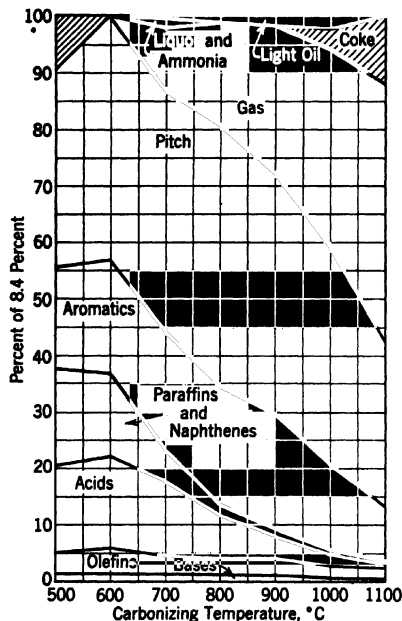 100
90
80
70
60
50
40
30
20
10
0
Percent of 8.4 Percent
Liquor and
Ammonia
Light Oil
Coke
Gas
Pitch
Aromatics
Paraffins
and
Naphthenes
Acids
Olefins
Bases
500 600 700 800 900 1000 1100
Carbonizing Temperature, °C